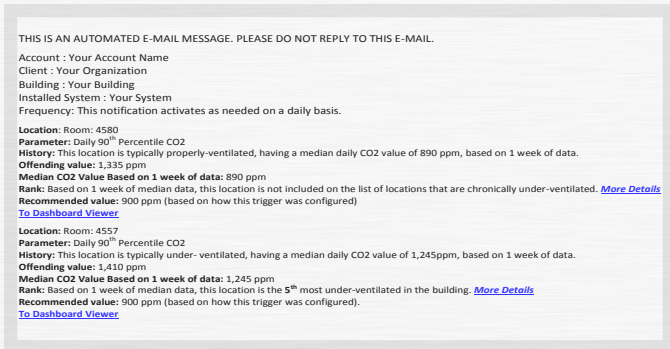 THIS IS AN AUTOMATED E-MAIL MESSAGE. PLEASE DO NOT REPLY TO THIS E-MAIL.
Account : Your Account Name
Client : Your Organization
Building : Your Building
Installed System : Your System
Frequency: This notification activates as needed on a daily basis.
Location: Room: 4580
Parameter: Daily 90th Percentile CO2
History: This location is typically properly-ventilated, having a median daily CO2 value of 890 ppm, based on 1 week of data.
Offending value: 1,335 ppm
Median CO2 Value Based on 1 week of data: 890 ppm
Rank: Based on 1 week of median data, this location is not included on the list of locations that are chronically under-ventilated. More Details
Recommended value: 900 ppm (based on how this trigger was configured)
To Dashboard Viewer
Location: Room: 4557
Parameter: Daily 90th Percentile CO2
History: This location is typically under- ventilated, having a median daily CO2 value of 1,245ppm, based on 1 week of data.
Offending value: 1,410 ppm
Median CO2 Value Based on 1 week of data: 1,245 ppm
Rank: Based on 1 week of median data, this location is the 5th most under-ventilated in the building. More Details
Recommended value: 900 ppm (based on how this trigger was configured).
To Dashboard Viewer